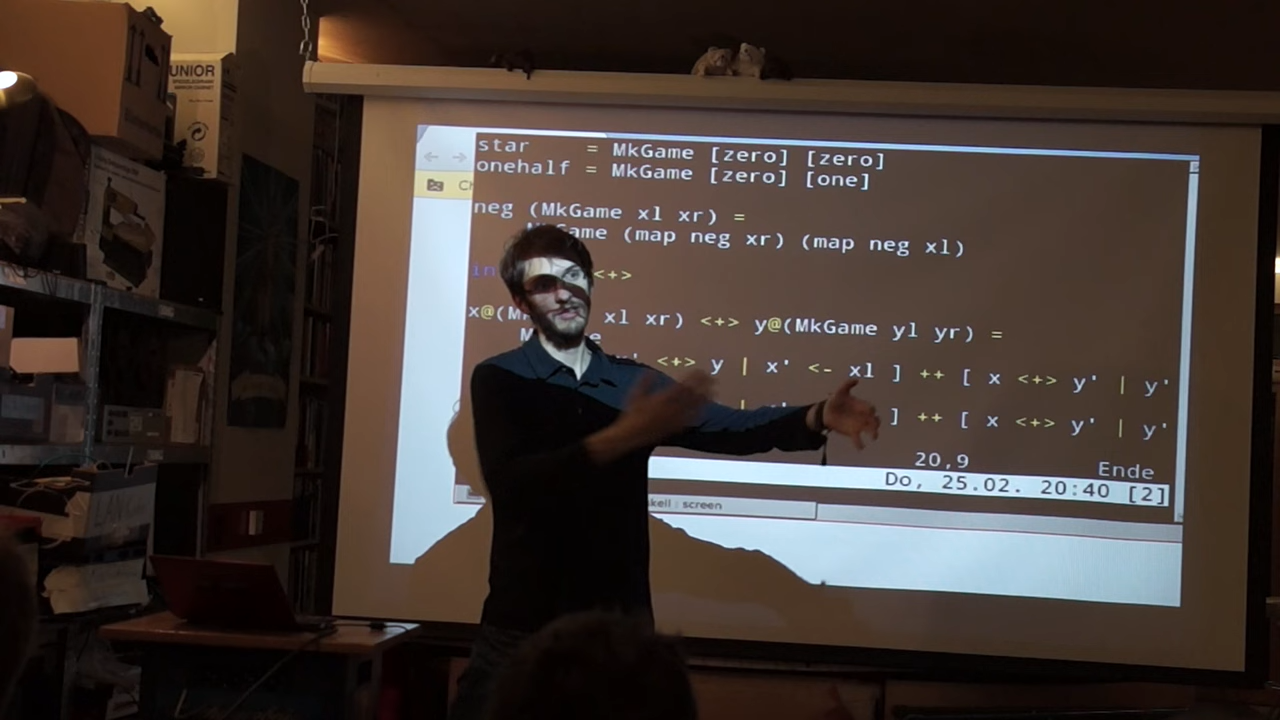 UNIOR
star = MkGame [zero] [zero]
onehalf = MkGame [zero] [one]
neg (MkGame xl xr) =
MkGame (map neg xr) (map neg xl)
<+>
x@(M xl xr) <+> y@(MkGame yl yr) =
<+> y | x' <- xl ] ++ [ x <+> y' | y'
] ++ [ x <+> y' | y'
20,9 Ende
Do, 25.02. 20:40 [2]
: screen